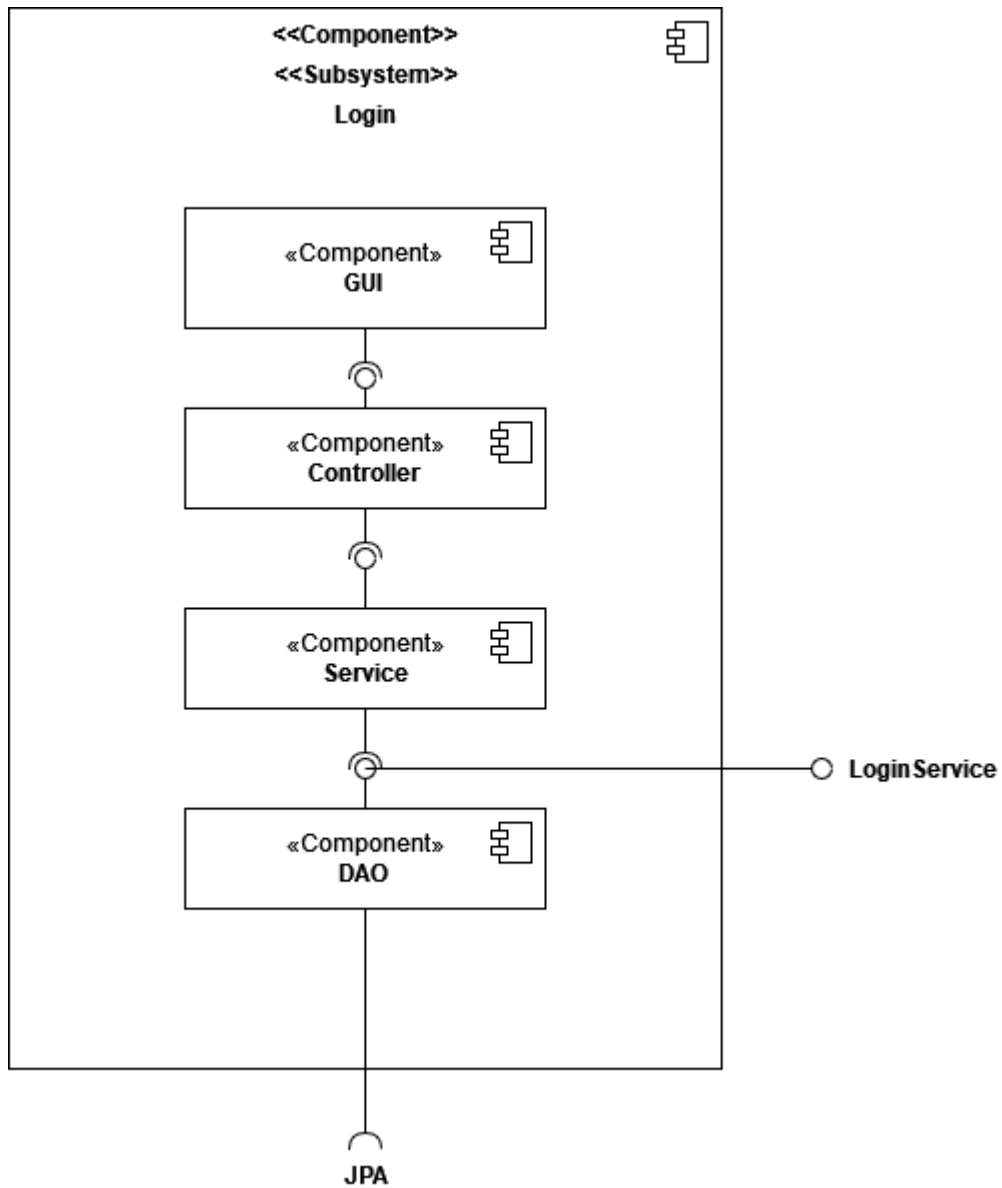 <<Component>>
<<Subsystem>>
Login
«Component»
GUI
«Component»
Controller
«Component»
Service
LoginService
«Component»
DAO
JPA